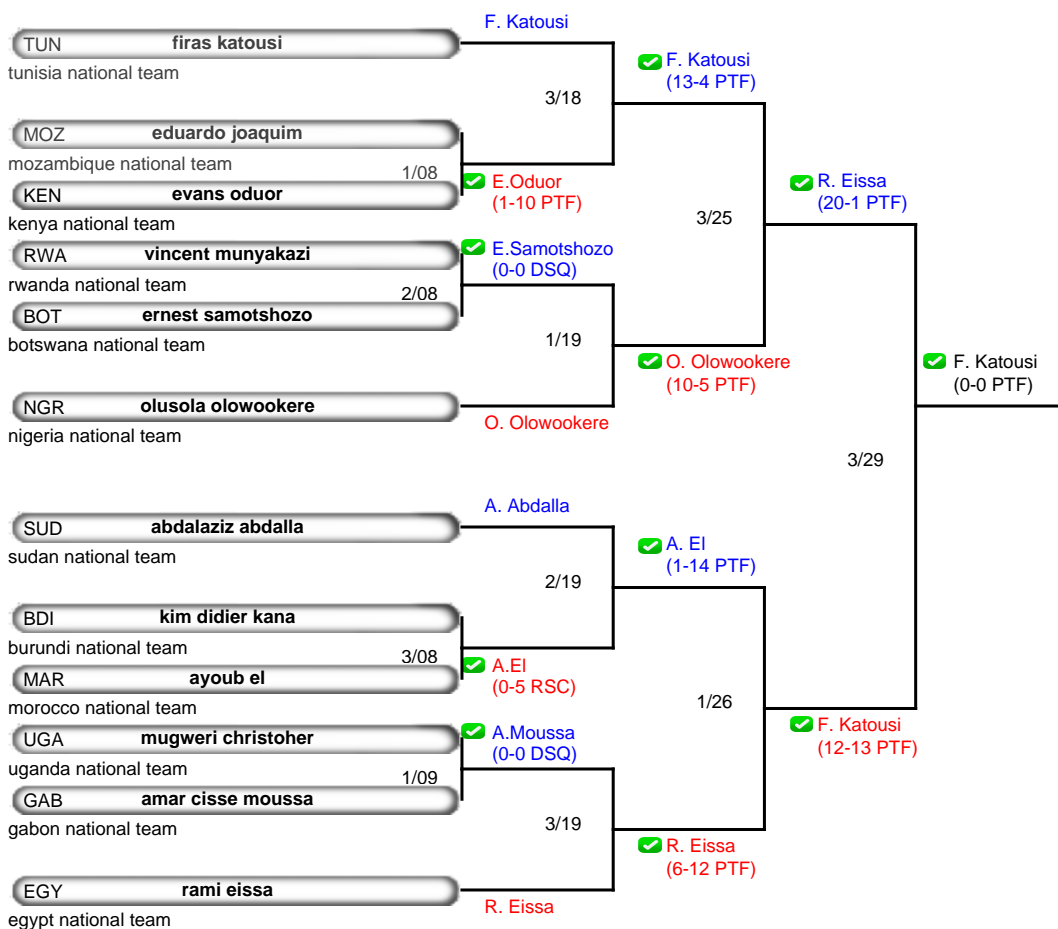 F. Katousi
TUN firas katousi
tunisia national team
F. Katousi
(13-4 PTF)
3/18
MOZ eduardo joaquim
mozambique national team
1/08
E.Oduor
(1-10 PTF)
KEN evans oduor
kenya national team
R. Eissa
(20-1 PTF)
3/25
RWA vincent munyakazi
rwanda national team
E.Samotshozo
(0-0 DSQ)
2/08
BOT ernest samotshozo
botswana national team
1/19
O. Olowookere
(10-5 PTF)
F. Katousi
(0-0 PTF)
NGR olusola olowookere
nigeria national team
O. Olowookere
3/29
A. Abdalla
SUD abdalaziz abdalla
sudan national team
A. El
(1-14 PTF)
2/19
BDI kim didier kana
burundi national team
3/08
A.El
(0-5 RSC)
MAR ayoub el
morocco national team
1/26
F. Katousi
(12-13 PTF)
UGA mugweri christoher
uganda national team
A.Moussa
(0-0 DSQ)
1/09
GAB amar cisse moussa
gabon national team
3/19
R. Eissa
(6-12 PTF)
EGY rami eissa
egypt national team
R. Eissa